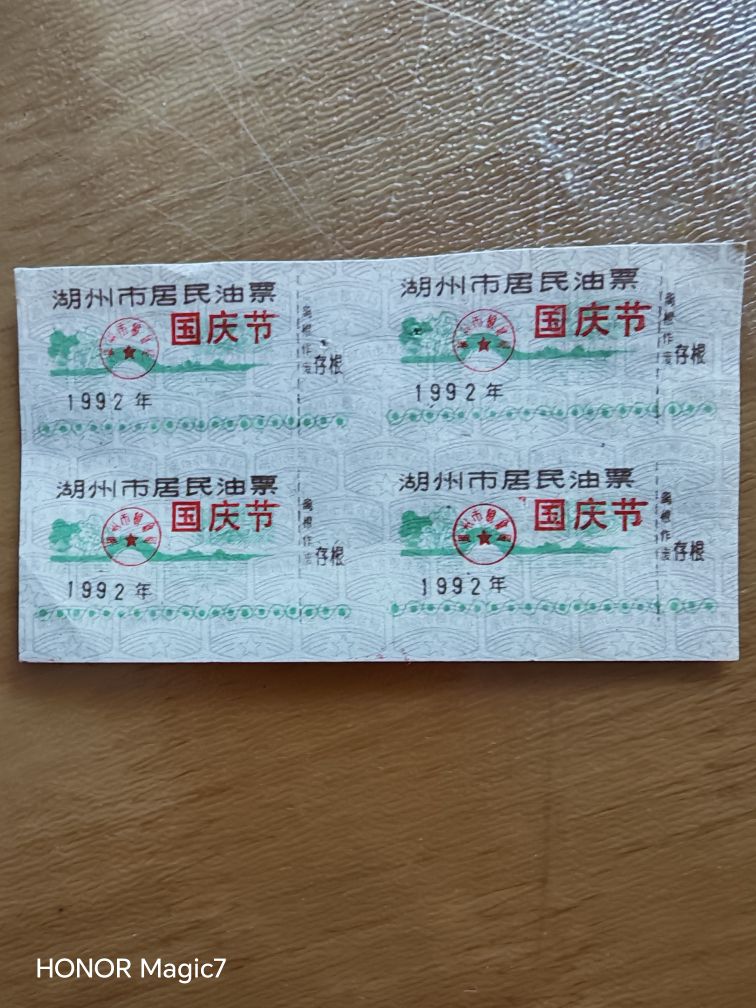 湖州市居民油票
国庆节
1992年
存根
湖州市居民油票
国庆节
1992年
存根
湖州市居民油票
国庆节
1992年
存根
湖州市居民油票
国庆节
1992年
存根
HONOR Magic7